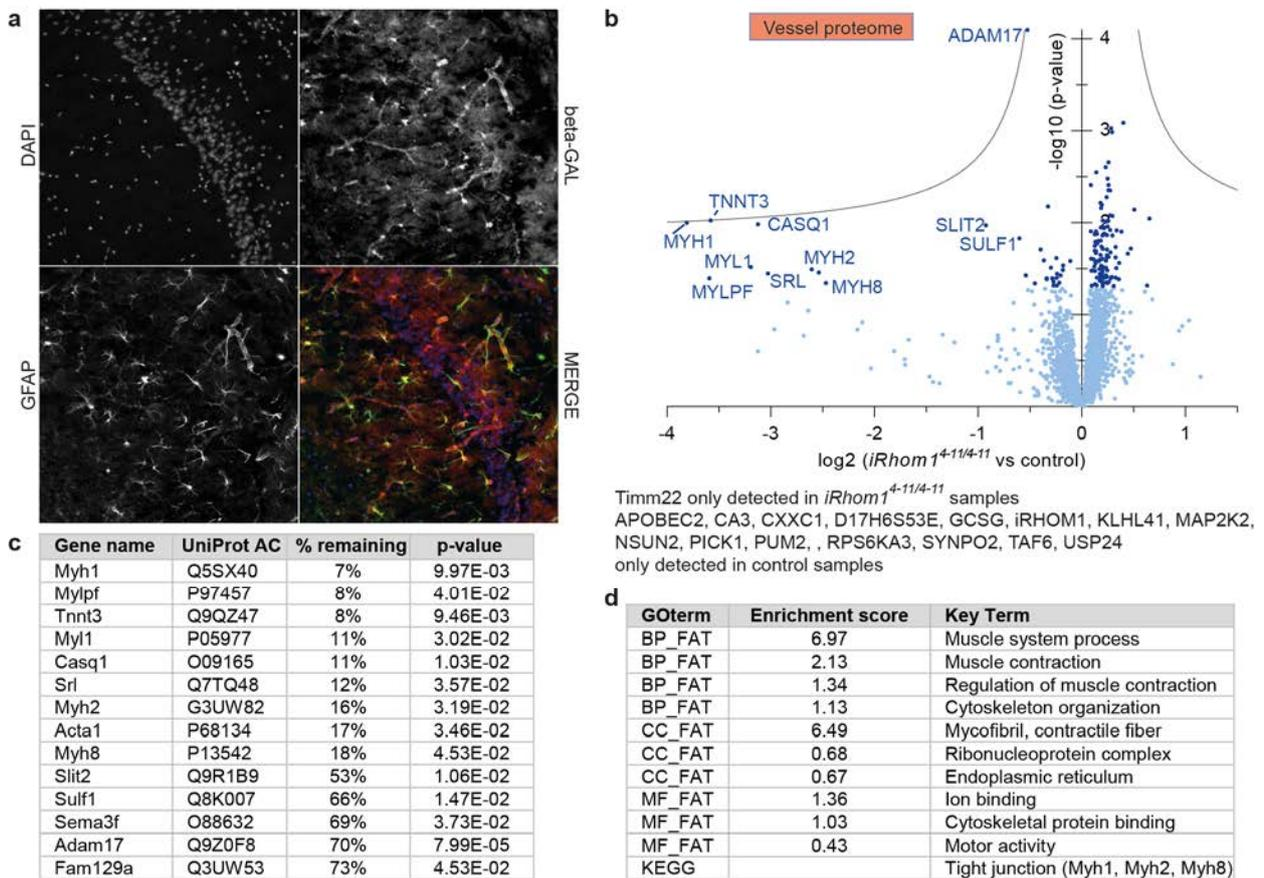 a
DAPI
beta-GAL
GFAP
MERGE
b
Vessel proteome
-log10 (p-value)
4
3
2
ADAM17
TNNT3
MYH1
CASQ1
SLIT2
SULF1
MYL1
MYH2
SRL
MYLPF
MYH8
-4 -3 -2 -1 0 1
log2 (iRhom1^4-11/4-11 vs control)
Timm22 only detected in iRhom1^4-11/4-11 samples
APOBEC2, CA3, CXXC1, D17H6S53E, GCSG, iRHOM1, KLHL41, MAP2K2,
NSUN2, PICK1, PUM2, , RPS6KA3, SYNPO2, TAF6, USP24
only detected in control samples
c
Gene name UniProt AC % remaining p-value
Myh1 Q5SX40 7% 9.97E-03
Mylpf P97457 8% 4.01E-02
Tnnt3 Q9QZ47 8% 9.46E-03
Myl1 P05977 11% 3.02E-02
Casq1 O09165 11% 1.03E-02
Srl Q7TQ48 12% 3.57E-02
Myh2 G3UW82 16% 3.19E-02
Acta1 P68134 17% 3.46E-02
Myh8 P13542 18% 4.53E-02
Slit2 Q9R1B9 53% 1.06E-02
Sulf1 Q8K007 66% 1.47E-02
Sema3f O88632 69% 3.73E-02
Adam17 Q9Z0F8 70% 7.99E-05
Fam129a Q3UW53 73% 4.53E-02
d
GOterm Enrichment score Key Term
BP_FAT 6.97 Muscle system process
BP_FAT 2.13 Muscle contraction
BP_FAT 1.34 Regulation of muscle contraction
BP_FAT 1.13 Cytoskeleton organization
CC_FAT 6.49 Mycofibril, contractile fiber
CC_FAT 0.68 Ribonucleoprotein complex
CC_FAT 0.67 Endoplasmic reticulum
MF_FAT 1.36 Ion binding
MF_FAT 1.03 Cytoskeletal protein binding
MF_FAT 0.43 Motor activity
KEGG Tight junction (Myh1, Myh2, Myh8)